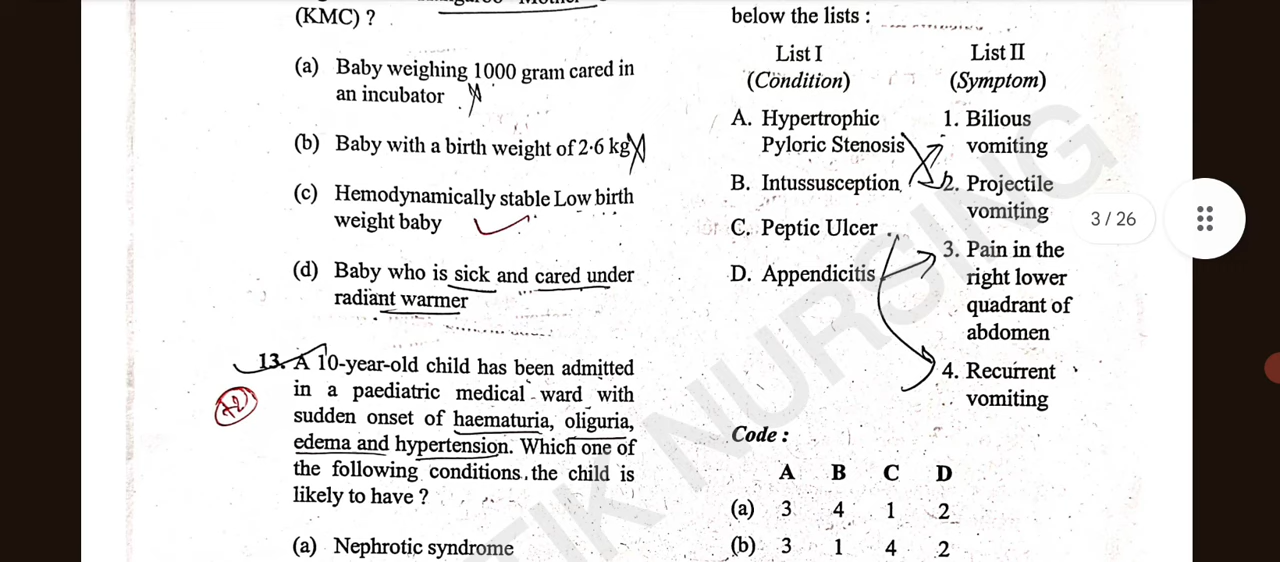 (KMC) ?
(a) Baby weighing 1000 gram cared in
an incubator
(b) Baby with a birth weight of 2·6 kg
(c) Hemodynamically stable Low birth
weight baby
(d) Baby who is sick and cared under
radiant warmer
13. A 10-year-old child has been admitted
in a paediatric medical ward with
sudden onset of haematuria, oliguria,
edema and hypertension. Which one of
the following conditions the child is
likely to have ?
(a) Nephrotic syndrome
below the lists :
List I List II
(Condition) (Symptom)
A. Hypertrophic 1. Bilious
Pyloric Stenosis vomiting
B. Intussusception 2. Projectile
vomiting
C. Peptic Ulcer
3. Pain in the
D. Appendicitis right lower
quadrant of
abdomen
4. Recurrent
vomiting
Code :
A B C D
(a) 3 4 1 2
(b) 3 1 4 2
3 / 26
TIK NURSING